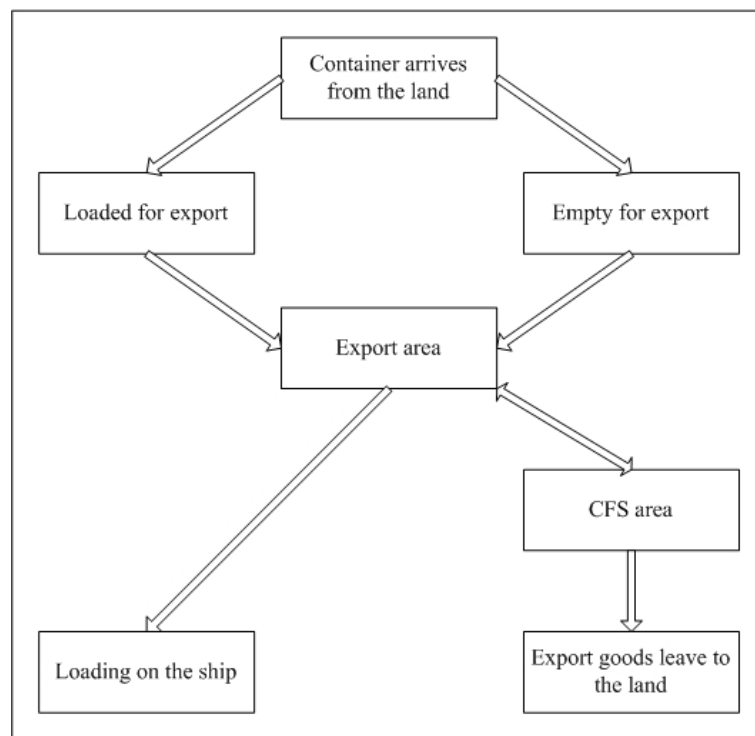 Container arrives
from the land
Loaded for export
Empty for export
Export area
CFS area
Loading on the ship
Export goods leave to
the land